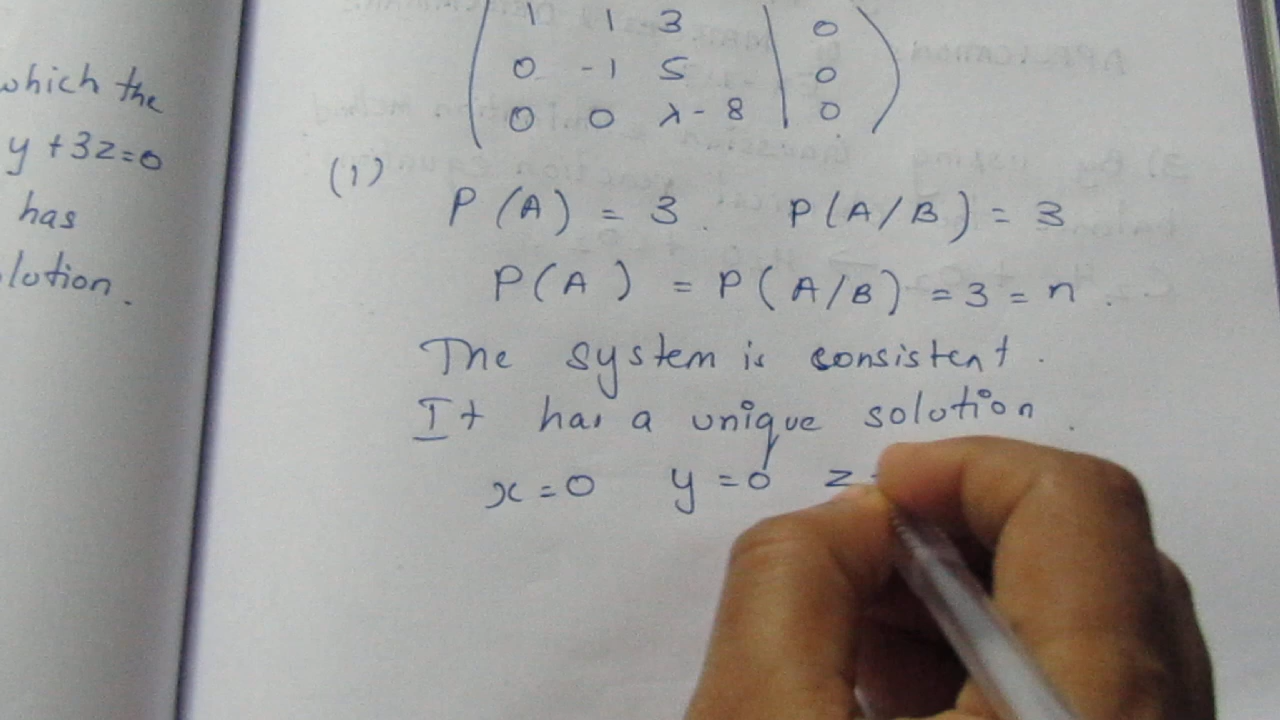 which the
y + 3z = 0
has
lution.
1 1 3 | 0
0 -1 5 | 0
0 0 λ-8 | 0
(1)
P(A) = 3. P(A/B) = 3
P(A) = P(A/B) = 3 = n.
The system is consistent.
It has a unique solution.
x = 0 y = 0 z